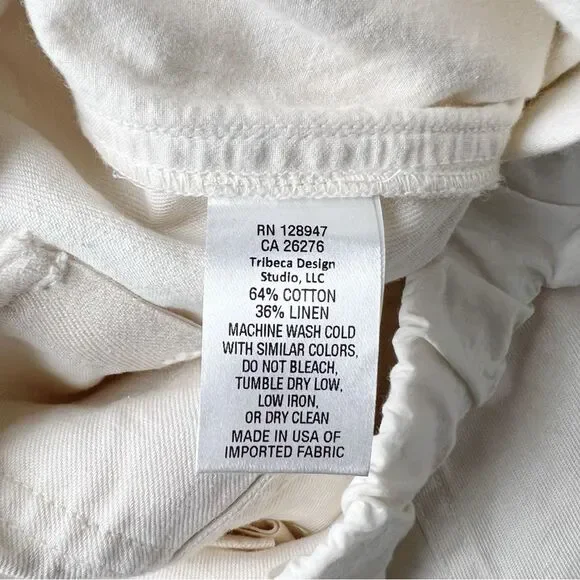 RN 128947
CA 26276
Tribeca Design
Studio, LLC
64% COTTON
36% LINEN
MACHINE WASH COLD
WITH SIMILAR COLORS,
DO NOT BLEACH,
TUMBLE DRY LOW,
LOW IRON,
OR DRY CLEAN
MADE IN USA OF
IMPORTED FABRIC